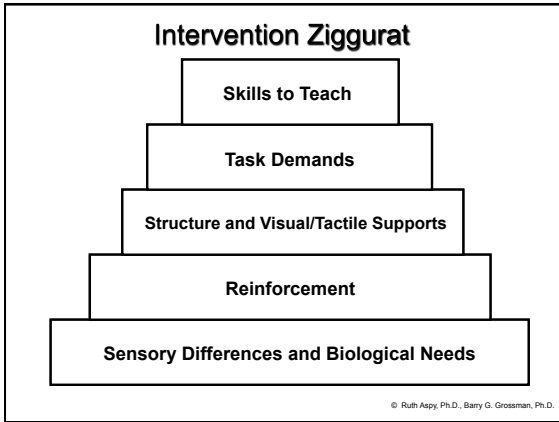 Intervention Ziggurat
Skills to Teach
Task Demands
Structure and Visual/Tactile Supports
Reinforcement
Sensory Differences and Biological Needs
© Ruth Aspy, Ph.D., Barry G. Grossman, Ph.D.